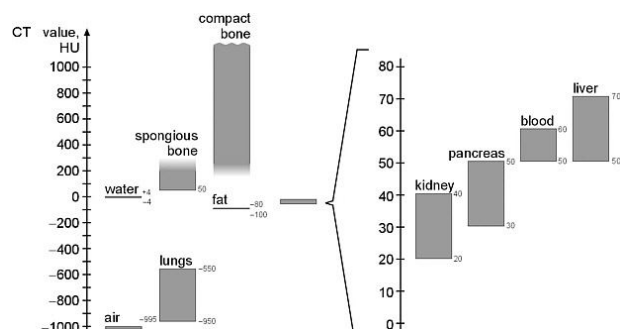 CT value,
HU
compact
bone
1000
800
600
400
200
0
−200
−400
−600
−800
−1000
spongious
bone
50
water
+4
−4
fat
−80
−100
lungs
−550
−950
air
−995
80
70
60
50
40
30
20
10
0
kidney
40
20
pancreas
50
30
blood
60
50
liver
70
50